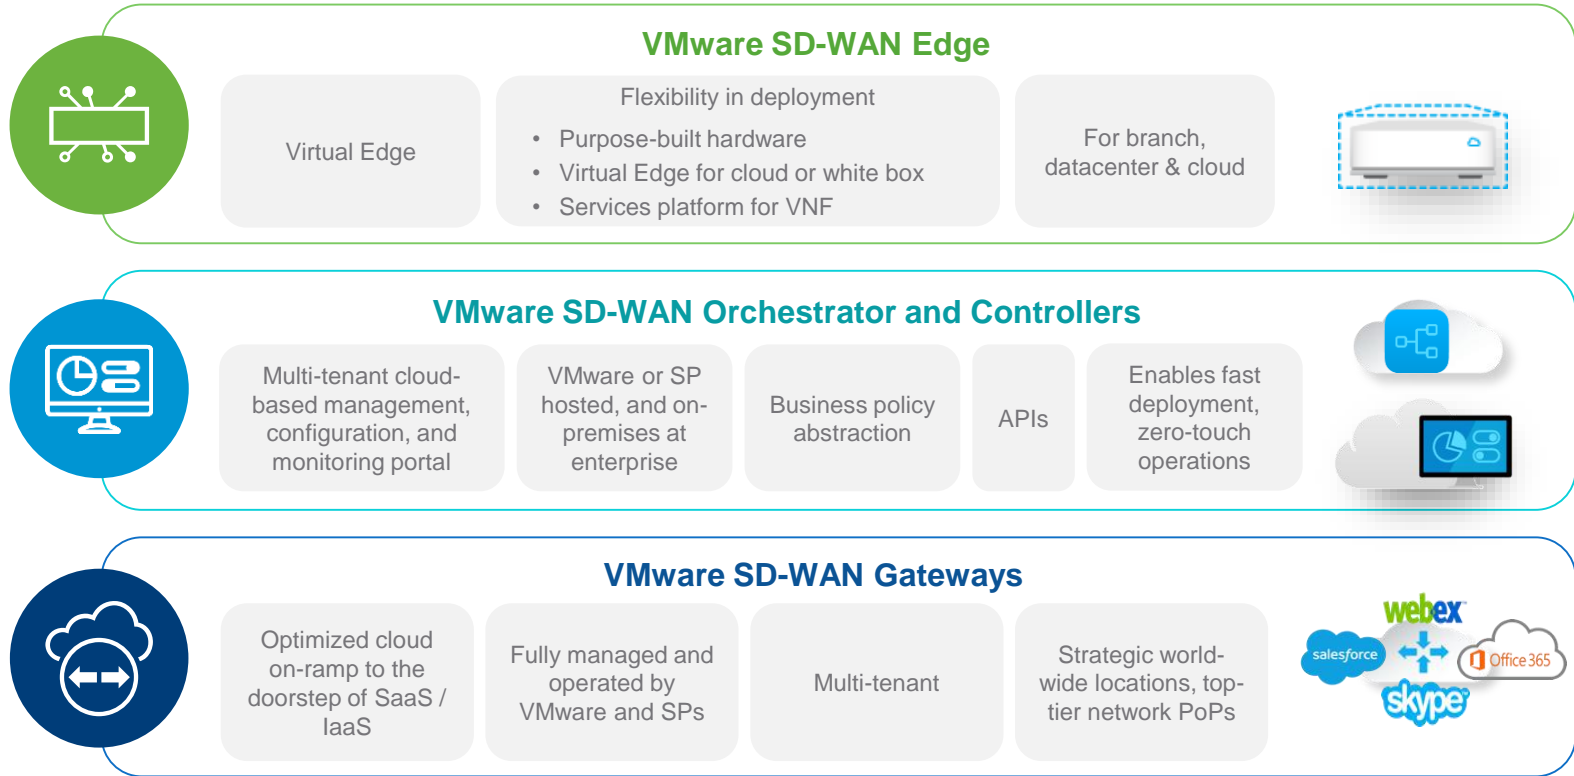 VMware SD-WAN Edge
Virtual Edge
Flexibility in deployment
• Purpose-built hardware
• Virtual Edge for cloud or white box
• Services platform for VNF
For branch,
datacenter & cloud
VMware SD-WAN Orchestrator and Controllers
Multi-tenant cloud-
based management,
configuration, and
monitoring portal
VMware or SP
hosted, and on-
premises at
enterprise
Business policy
abstraction
APIs
Enables fast
deployment,
zero-touch
operations
VMware SD-WAN Gateways
Optimized cloud
on-ramp to the
doorstep of SaaS /
IaaS
Fully managed and
operated by
VMware and SPs
Multi-tenant
Strategic world-
wide locations, top-
tier network PoPs
webex™
salesforce
Office 365
skype™